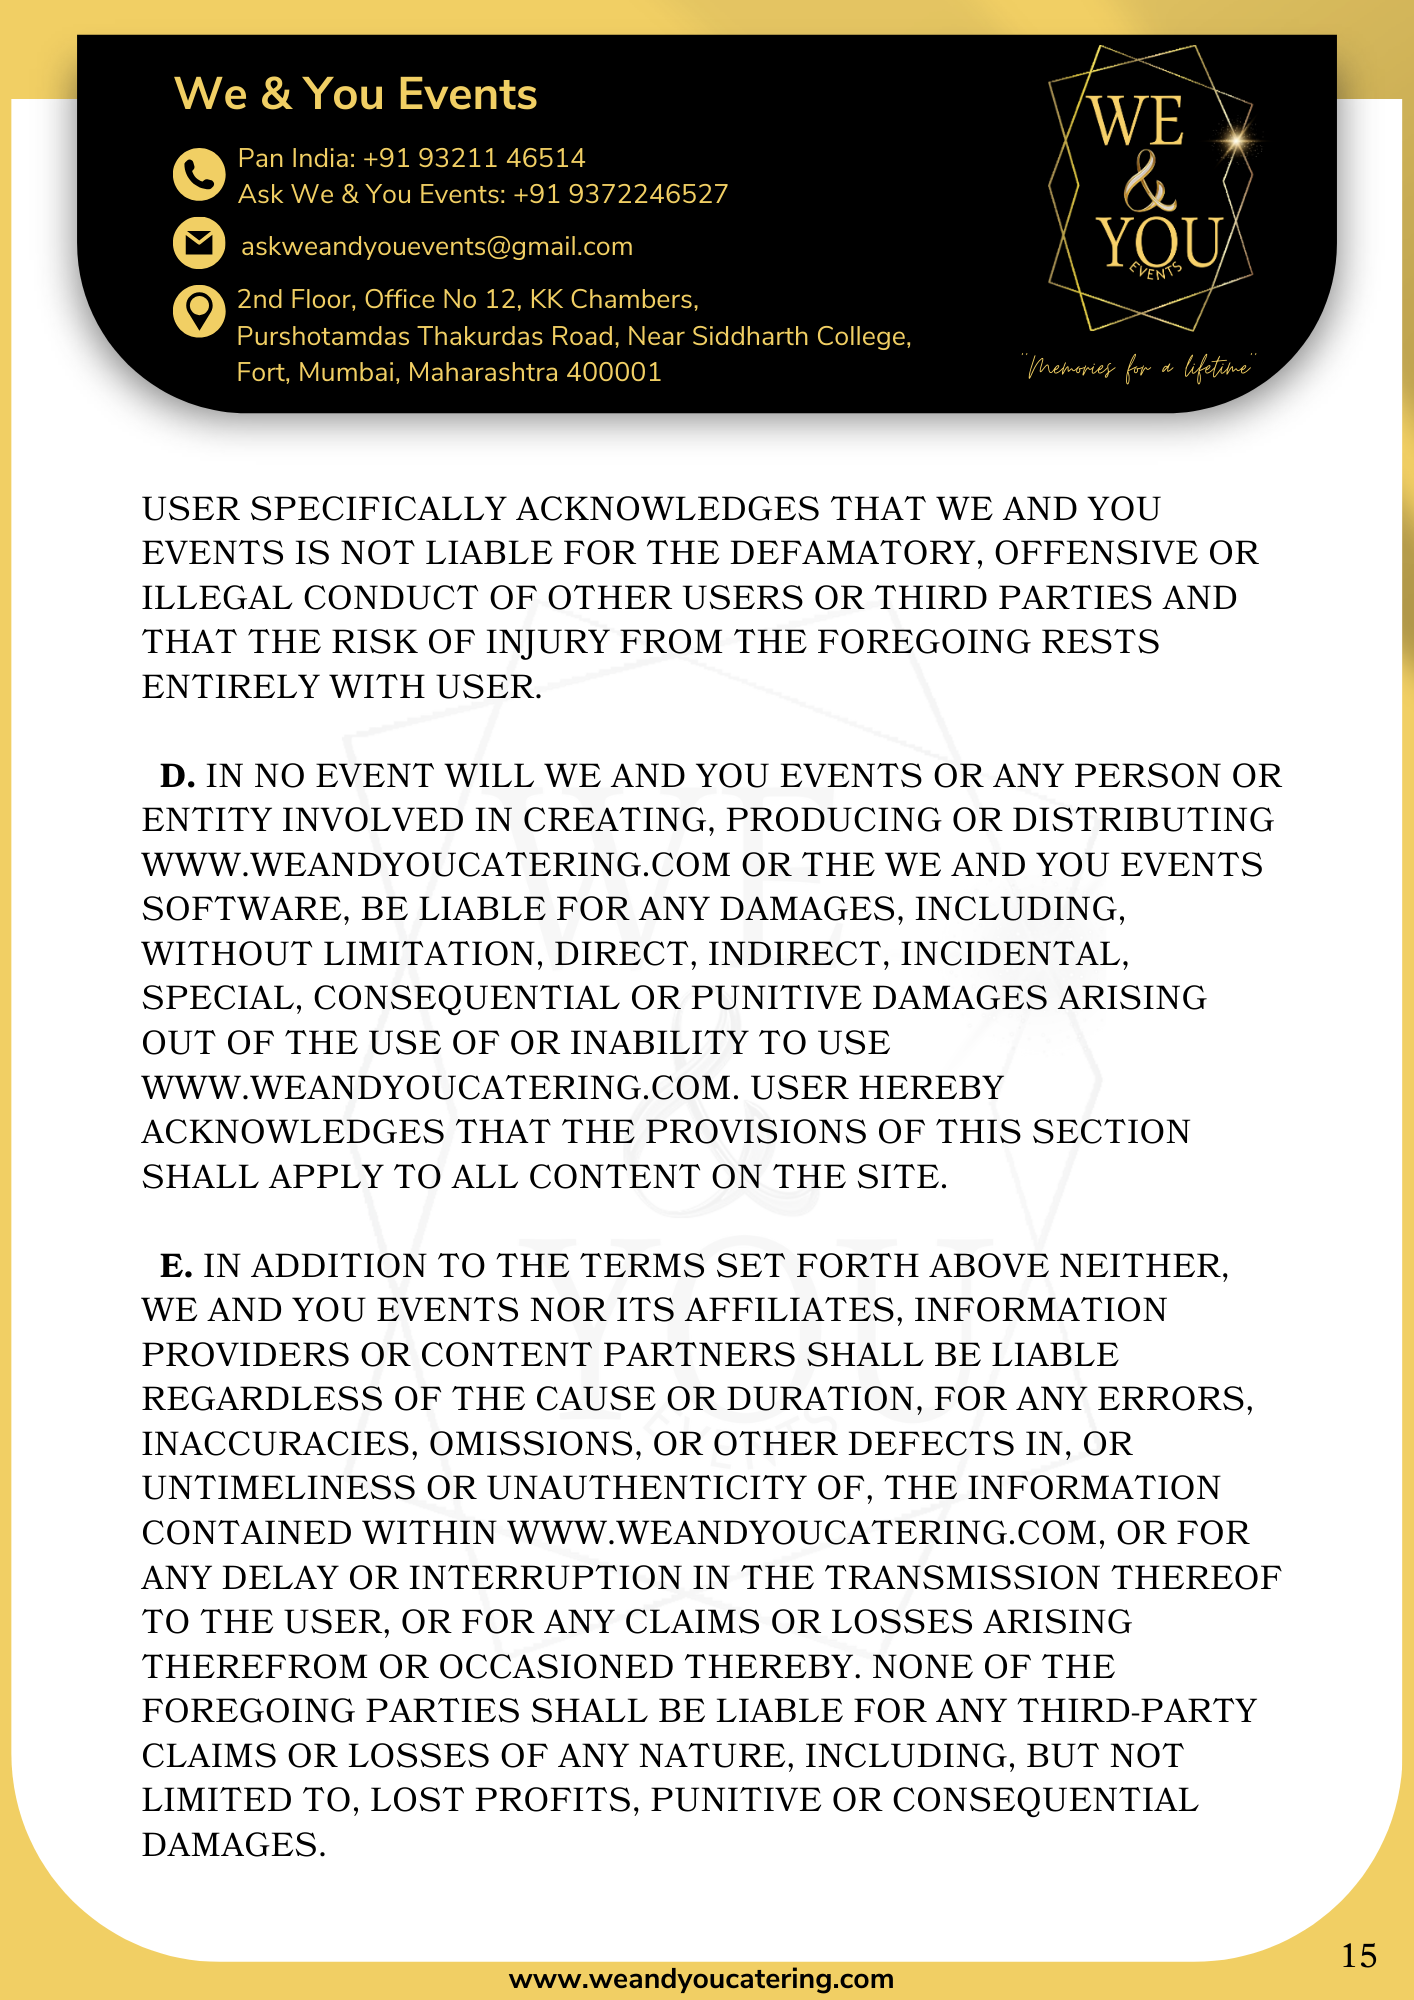 We & You Events
Pan India: +91 93211 46514
Ask We & You Events: +91 9372246527
askweandyouevents@gmail.com
2nd Floor, Office No 12, KK Chambers,
Purshotamdas Thakurdas Road, Near Siddharth College,
Fort, Mumbai, Maharashtra 400001
WE
&
YOU
EVENTS
"Memories for a lifetime"
USER SPECIFICALLY ACKNOWLEDGES THAT WE AND YOU
EVENTS IS NOT LIABLE FOR THE DEFAMATORY, OFFENSIVE OR
ILLEGAL CONDUCT OF OTHER USERS OR THIRD PARTIES AND
THAT THE RISK OF INJURY FROM THE FOREGOING RESTS
ENTIRELY WITH USER.
D. IN NO EVENT WILL WE AND YOU EVENTS OR ANY PERSON OR
ENTITY INVOLVED IN CREATING, PRODUCING OR DISTRIBUTING
WWW.WEANDYOUCATERING.COM OR THE WE AND YOU EVENTS
SOFTWARE, BE LIABLE FOR ANY DAMAGES, INCLUDING,
WITHOUT LIMITATION, DIRECT, INDIRECT, INCIDENTAL,
SPECIAL, CONSEQUENTIAL OR PUNITIVE DAMAGES ARISING
OUT OF THE USE OF OR INABILITY TO USE
WWW.WEANDYOUCATERING.COM. USER HEREBY
ACKNOWLEDGES THAT THE PROVISIONS OF THIS SECTION
SHALL APPLY TO ALL CONTENT ON THE SITE.
E. IN ADDITION TO THE TERMS SET FORTH ABOVE NEITHER,
WE AND YOU EVENTS NOR ITS AFFILIATES, INFORMATION
PROVIDERS OR CONTENT PARTNERS SHALL BE LIABLE
REGARDLESS OF THE CAUSE OR DURATION, FOR ANY ERRORS,
INACCURACIES, OMISSIONS, OR OTHER DEFECTS IN, OR
UNTIMELINESS OR UNAUTHENTICITY OF, THE INFORMATION
CONTAINED WITHIN WWW.WEANDYOUCATERING.COM, OR FOR
ANY DELAY OR INTERRUPTION IN THE TRANSMISSION THEREOF
TO THE USER, OR FOR ANY CLAIMS OR LOSSES ARISING
THEREFROM OR OCCASIONED THEREBY. NONE OF THE
FOREGOING PARTIES SHALL BE LIABLE FOR ANY THIRD-PARTY
CLAIMS OR LOSSES OF ANY NATURE, INCLUDING, BUT NOT
LIMITED TO, LOST PROFITS, PUNITIVE OR CONSEQUENTIAL
DAMAGES.
WE
&
YOU
EVENTS
15
www.weandyoucatering.com